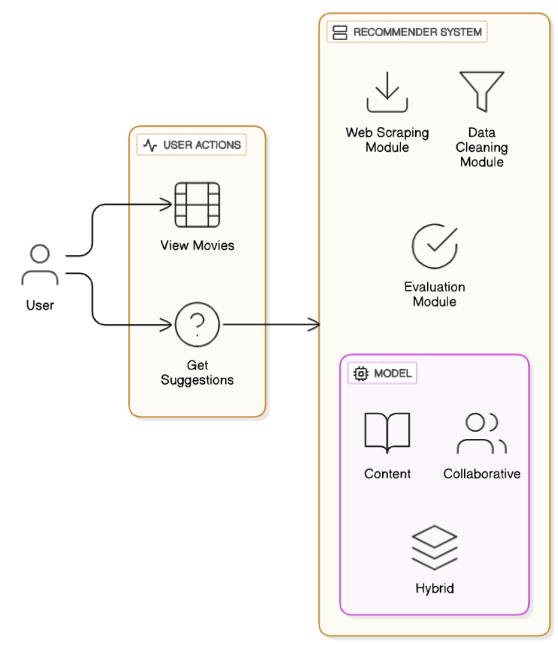 RECOMMENDER SYSTEM
Web Scraping
Module
Data
Cleaning
Module
USER ACTIONS
View Movies
User
Get
Suggestions
Evaluation
Module
MODEL
Content
Collaborative
Hybrid